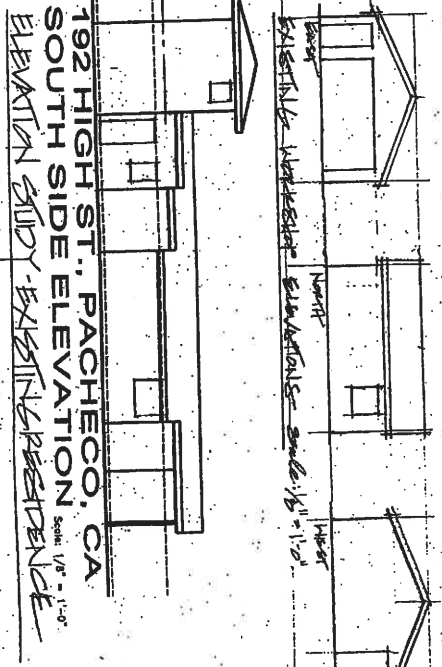 EAST
NORTH
WEST
EXISTING WORKSHOP ELEVATIONS scale: 1/8" = 1'-0"
192 HIGH ST., PACHECO, CA
SOUTH SIDE ELEVATION Scale: 1/8" = 1'-0"
ELEVATION STUDY - EXISTING RESIDENCE